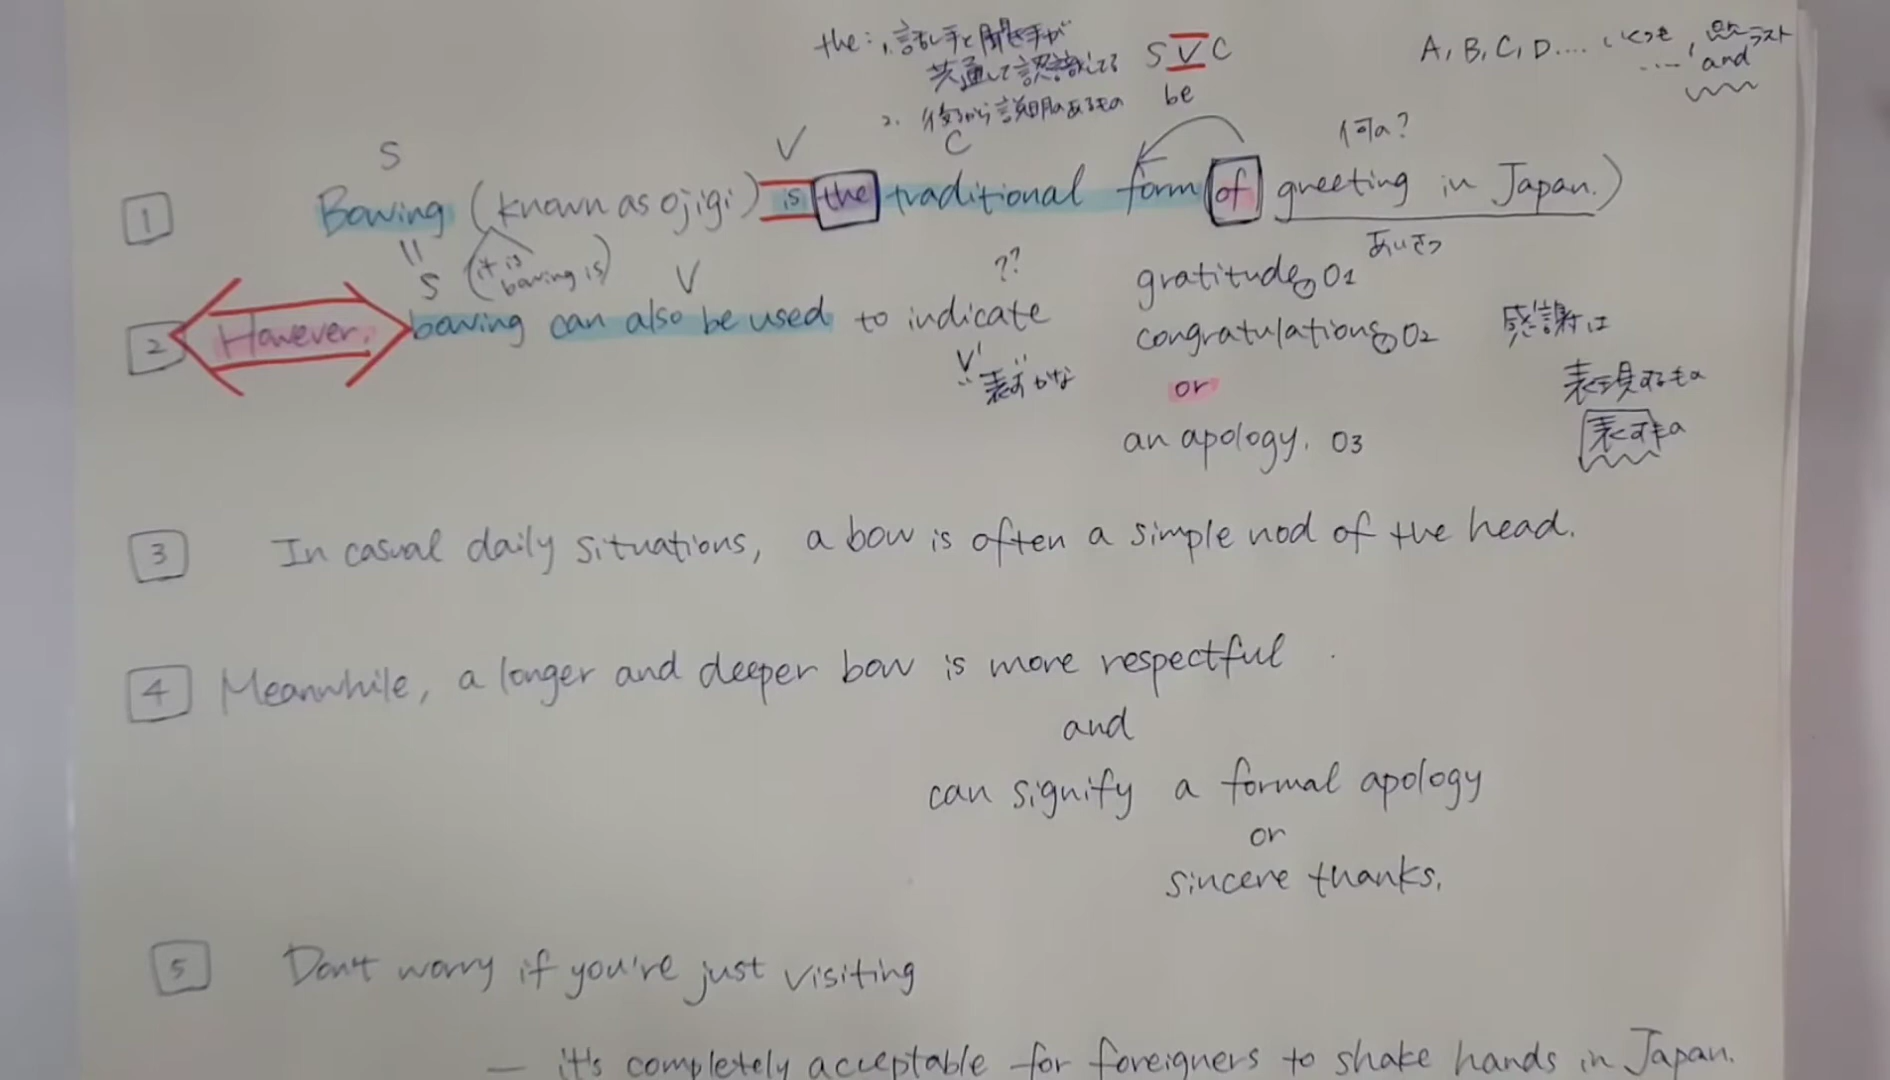 the: 1. 話し手と聞き手が
共通して認識してる
2. 後ろから説明のあるもの
S V C
be
A, B, C, D.... いくつも
...., and
ラスト
S
V
C
何の?
1 Bowing (known as ojigi) is the traditional form of greeting in Japan.)
あいさつ
(it is
bowing is)
=
S
V
??
2 However, bowing can also be used to indicate
gratitude, O1
congratulations, O2
or
an apology. O3
V'
表すかな
感謝は
表現するもの
表すもの
3 In casual daily situations, a bow is often a simple nod of the head.
4 Meanwhile, a longer and deeper bow is more respectful
and
can signify a formal apology
or
sincere thanks.
5 Don't worry if you're just visiting
— it's completely acceptable for foreigners to shake hands in Japan.